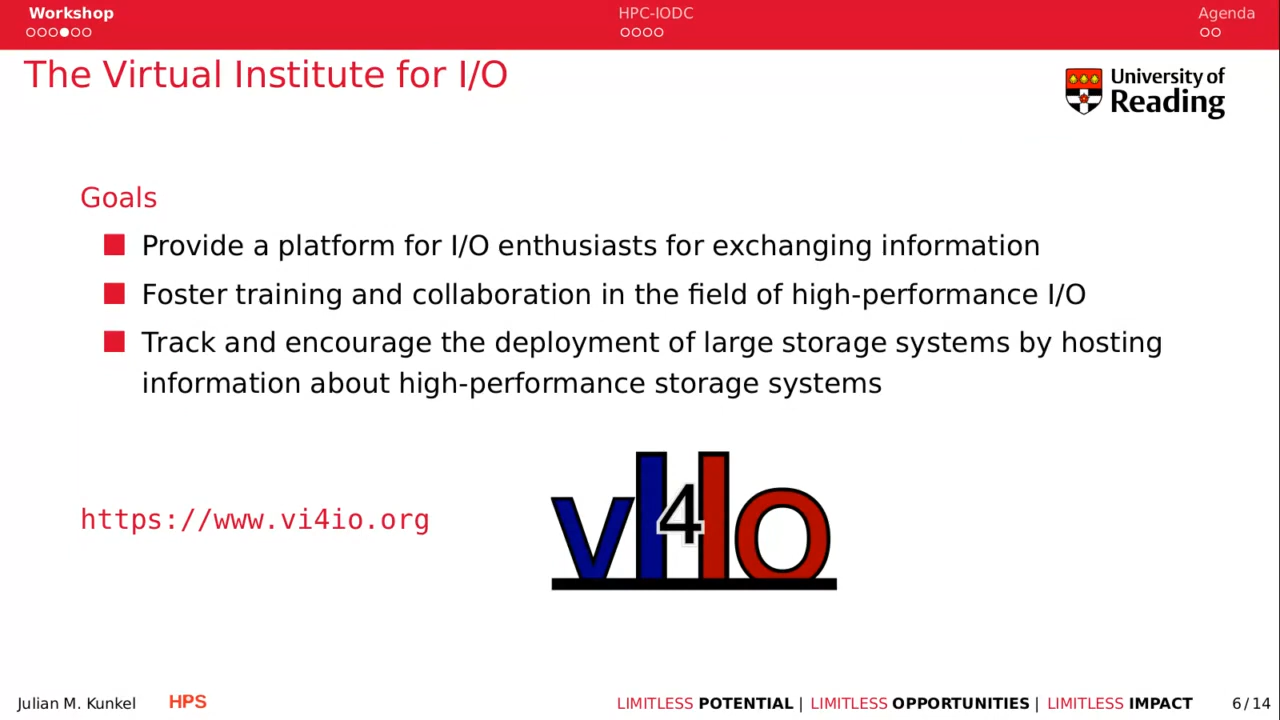 Workshop HPC-IODC Agenda
The Virtual Institute for I/O
University of
Reading
Goals
Provide a platform for I/O enthusiasts for exchanging information
Foster training and collaboration in the field of high-performance I/O
Track and encourage the deployment of large storage systems by hosting
information about high-performance storage systems
https://www.vi4io.org
vI4Io
Julian M. Kunkel HPS LIMITLESS POTENTIAL | LIMITLESS OPPORTUNITIES | LIMITLESS IMPACT 6/14